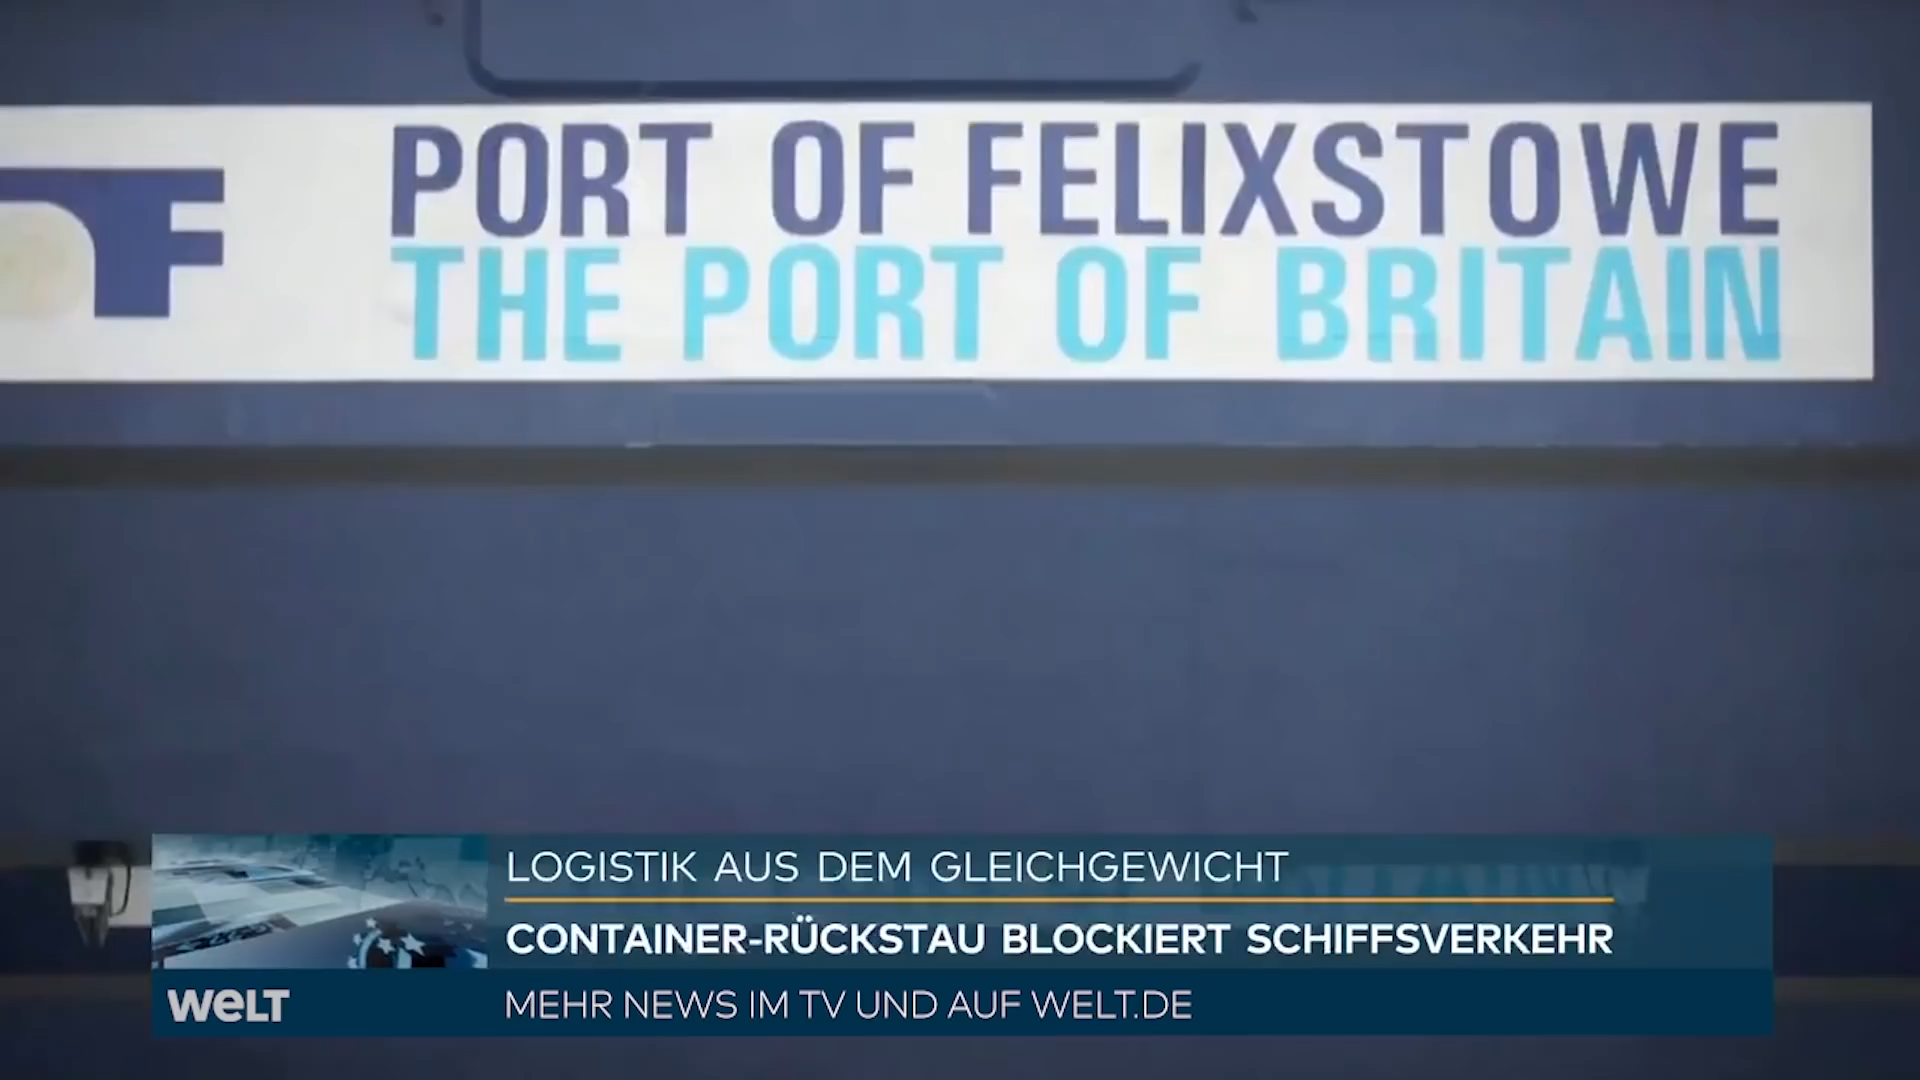 F PORT OF FELIXSTOWE
THE PORT OF BRITAIN
LOGISTIK AUS DEM GLEICHGEWICHT
CONTAINER-RÜCKSTAU BLOCKIERT SCHIFFSVERKEHR
WELT MEHR NEWS IM TV UND AUF WELT.DE